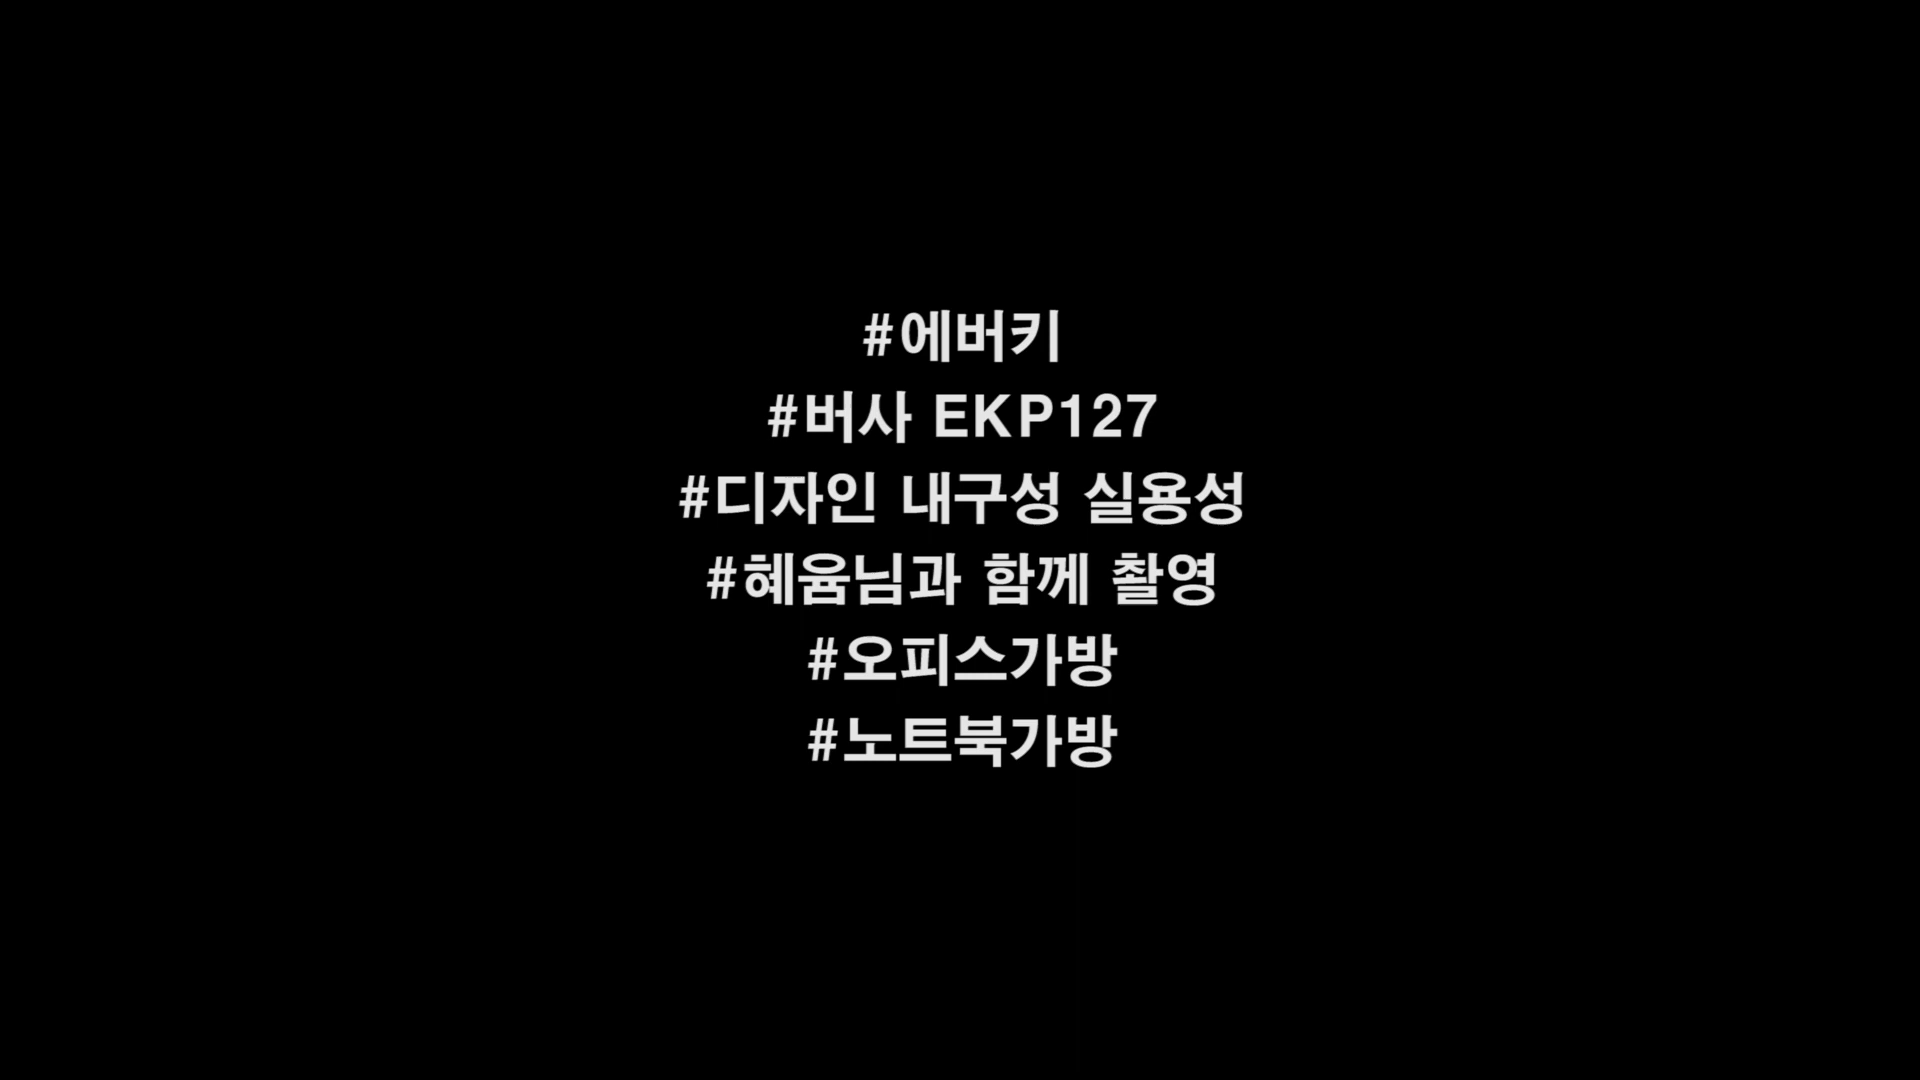 #에버키
#버사 EKP127
#디자인 내구성 실용성
#혜윰님과 함께 촬영
#오피스가방
#노트북가방